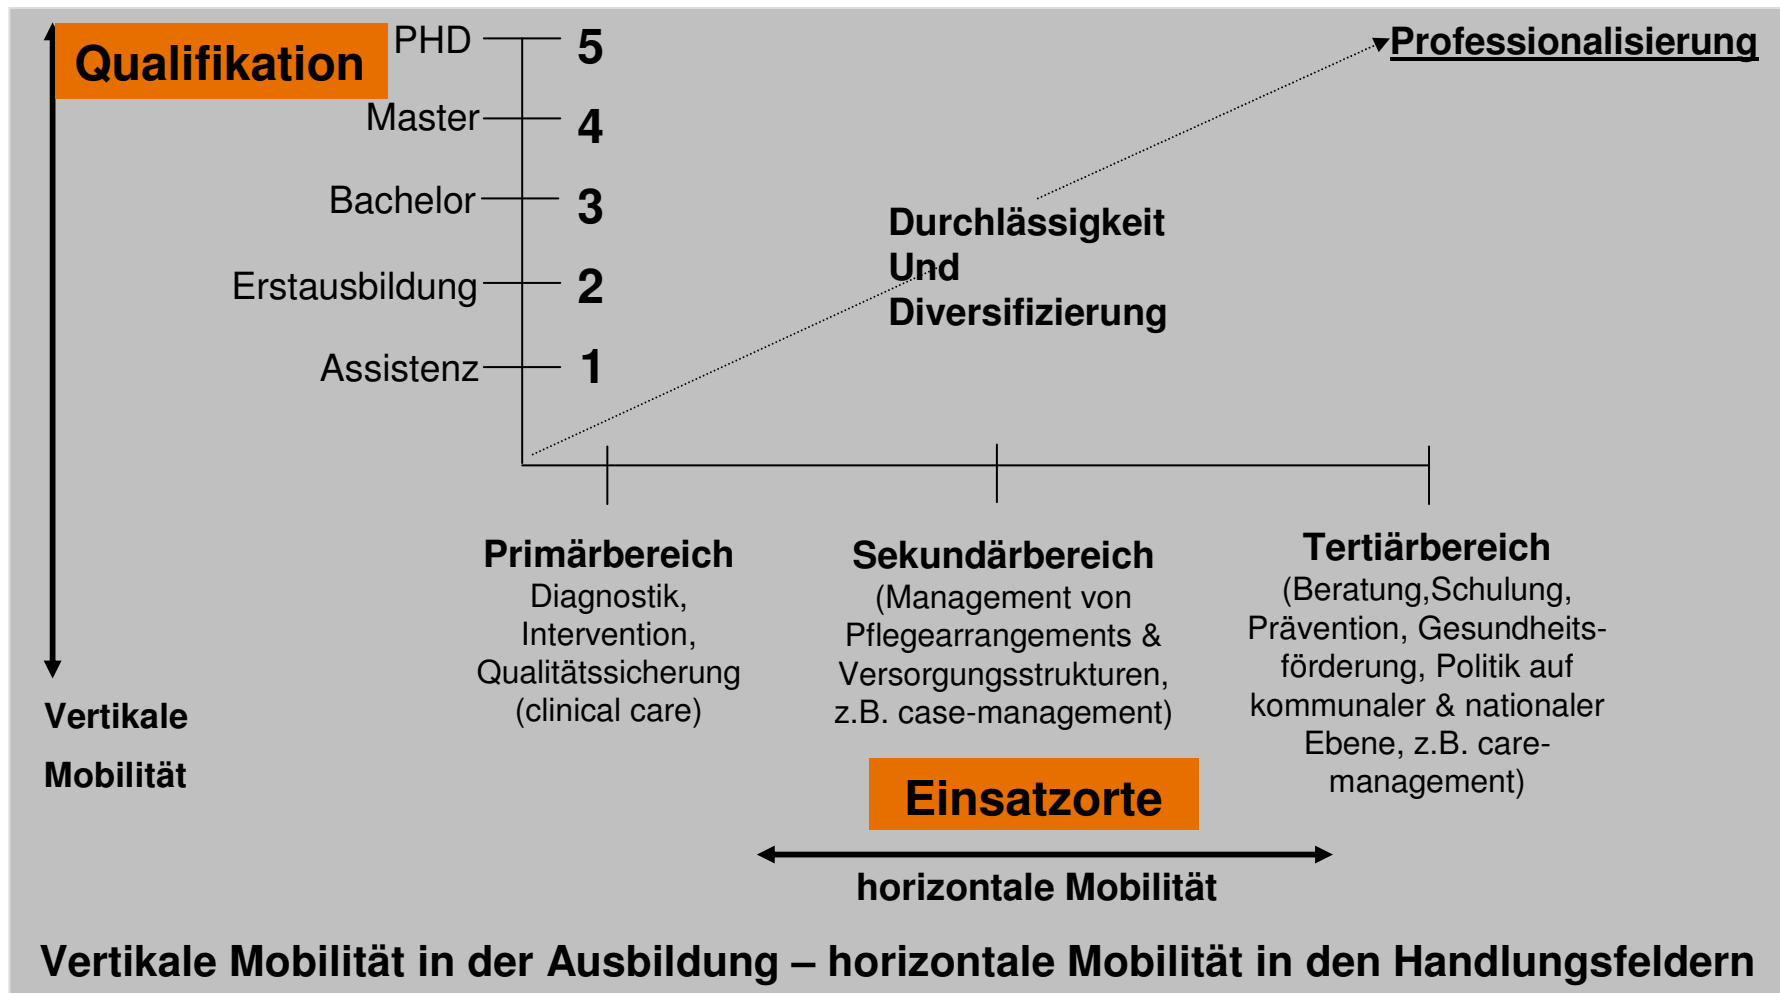 Qualifikation
PHD
5
Professionalisierung
Master
4
Bachelor
3
Durchlässigkeit
Und
Diversifizierung
Erstausbildung
2
Assistenz
1
Primärbereich
Diagnostik,
Intervention,
Qualitätssicherung
(clinical care)
Sekundärbereich
(Management von
Pflegearrangements &
Versorgungsstrukturen,
z.B. case-management)
Tertiärbereich
(Beratung,Schulung,
Prävention, Gesundheits-
förderung, Politik auf
kommunaler & nationaler
Ebene, z.B. care-
management)
Vertikale
Mobilität
Einsatzorte
horizontale Mobilität
Vertikale Mobilität in der Ausbildung – horizontale Mobilität in den Handlungsfeldern